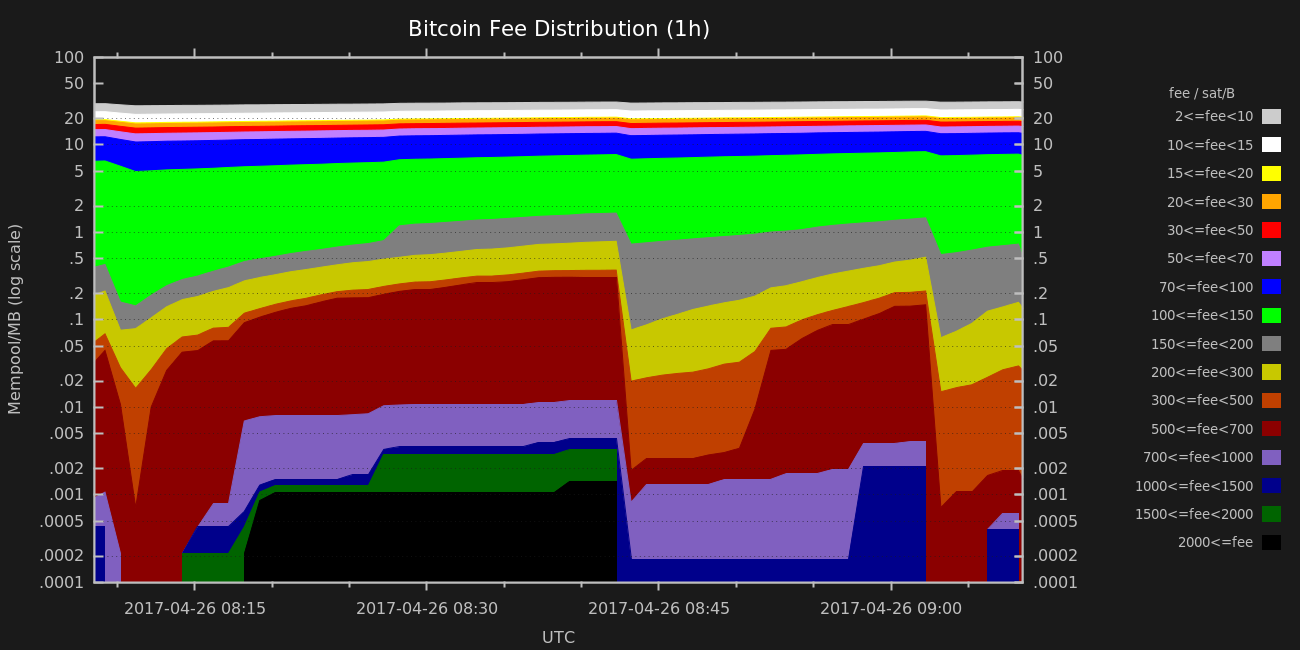 Bitcoin Fee Distribution (1h)
100
50
20
10
5
2
1
.5
.2
.1
.05
.02
.01
.005
.002
.001
.0005
.0002
.0001
Mempool/MB (log scale)
100
50
20
10
5
2
1
.5
.2
.1
.05
.02
.01
.005
.002
.001
.0005
.0002
.0001
2017-04-26 08:15
2017-04-26 08:30
2017-04-26 08:45
2017-04-26 09:00
UTC
fee / sat/B
2<=fee<10
10<=fee<15
15<=fee<20
20<=fee<30
30<=fee<50
50<=fee<70
70<=fee<100
100<=fee<150
150<=fee<200
200<=fee<300
300<=fee<500
500<=fee<700
700<=fee<1000
1000<=fee<1500
1500<=fee<2000
2000<=fee